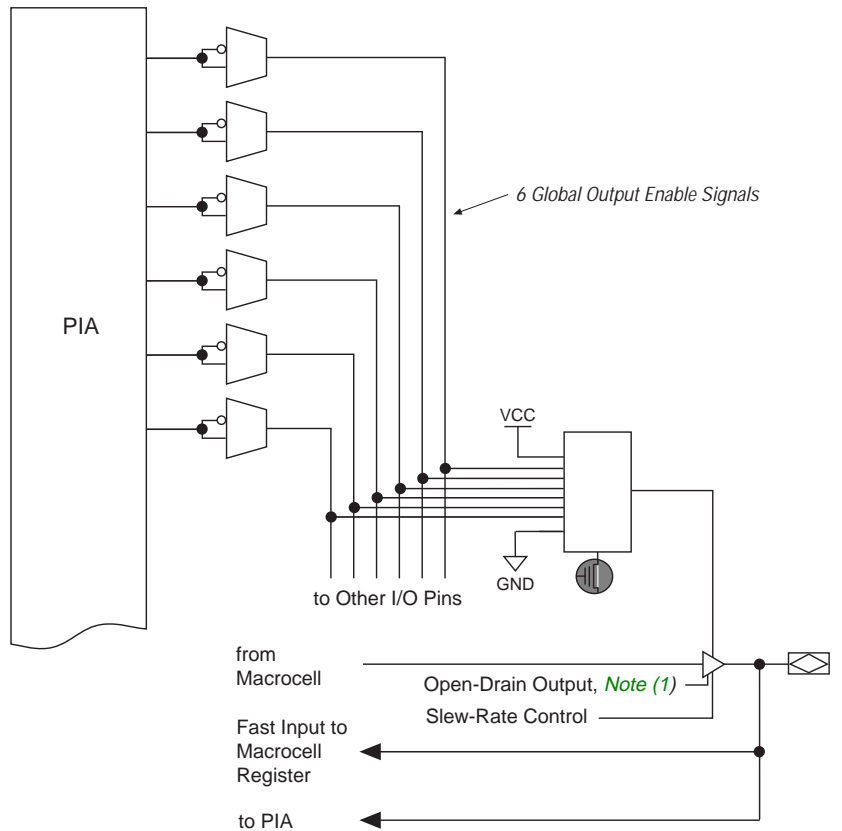 6 Global Output Enable Signals
PIA
VCC
GND
to Other I/O Pins
from
Macrocell
Open-Drain Output, Note (1)
Slew-Rate Control
Fast Input to
Macrocell
Register
to PIA